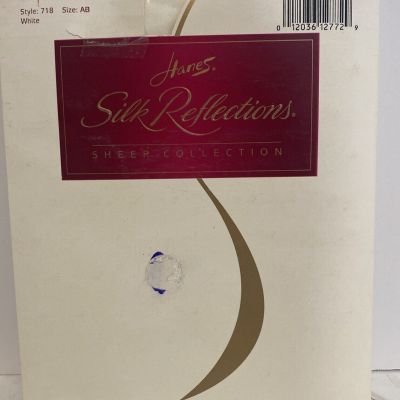 Style: 718 Size: AB
White
0 12036 12772 9
Hanes.
Silk Reflections®
SHEER COLLECTION